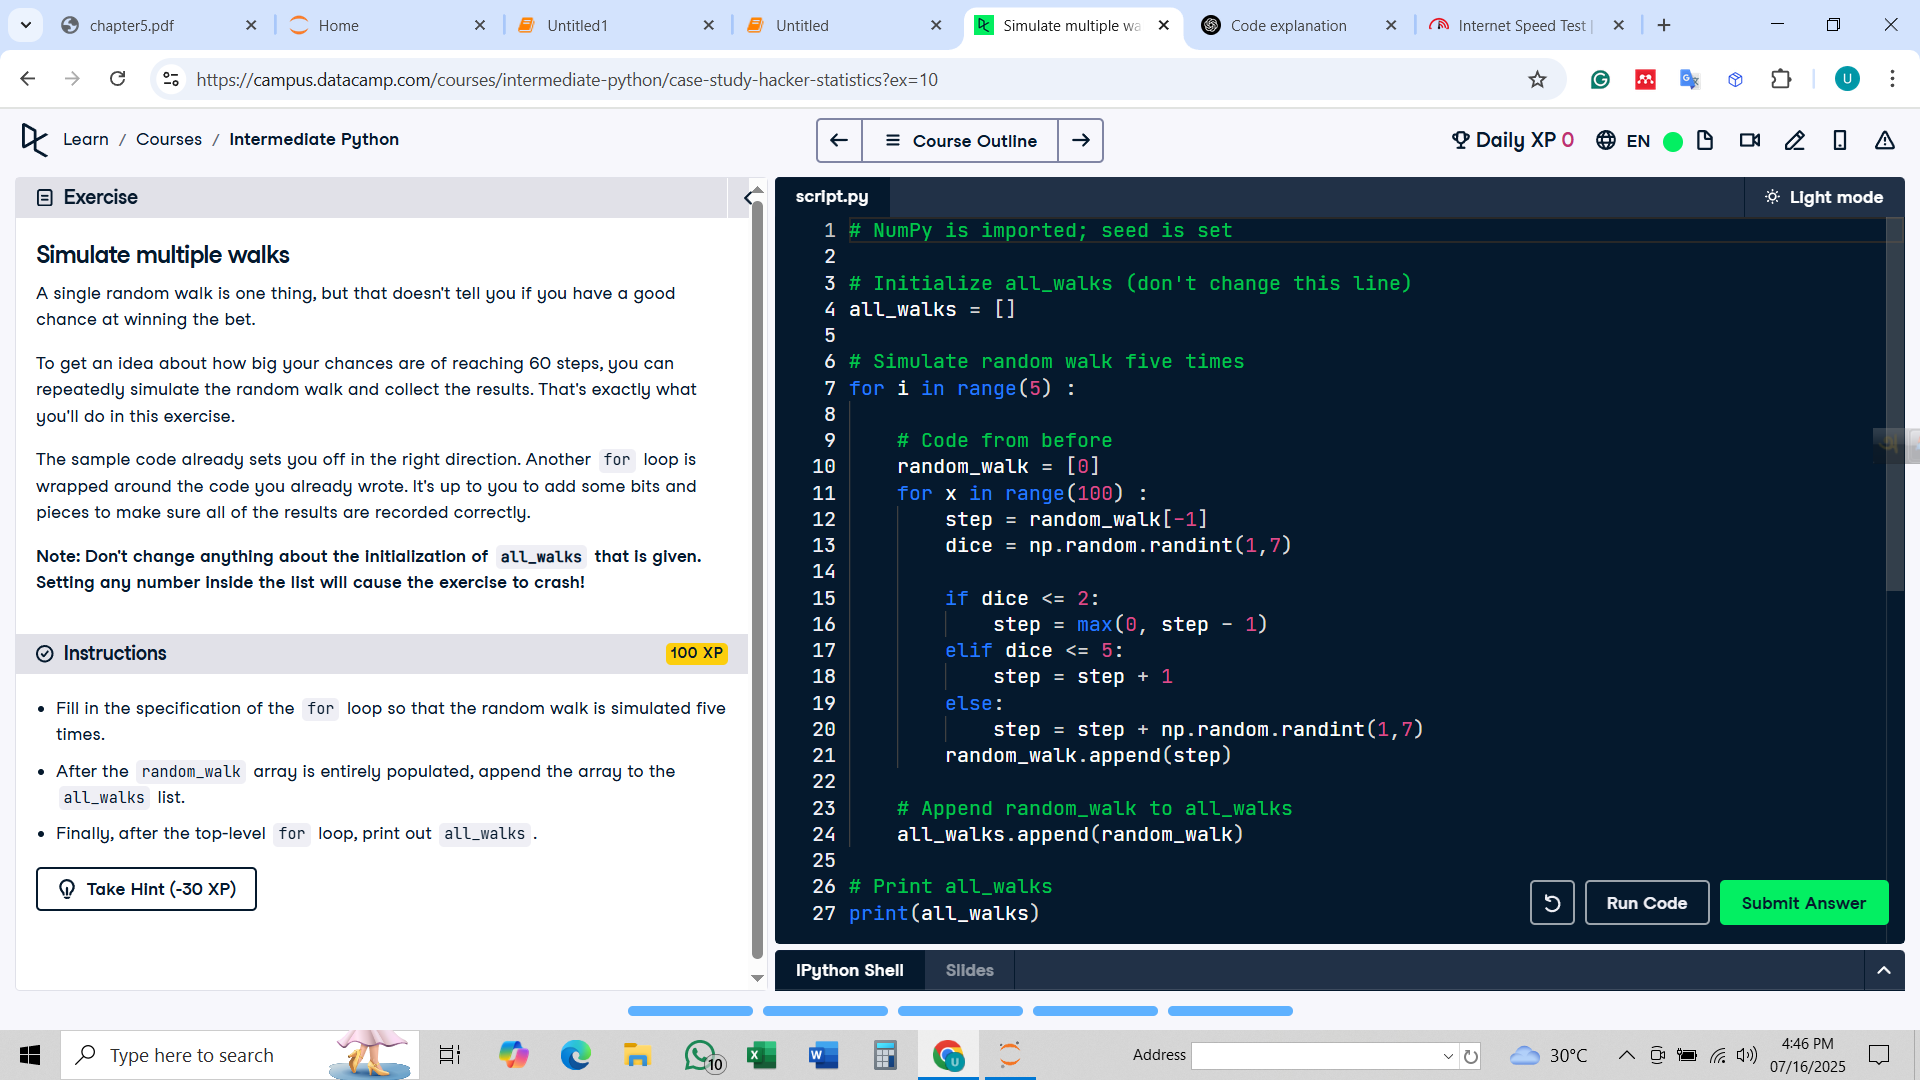 chapter5.pdf
Home
Untitled1
Untitled
Simulate multiple wa
Code explanation
Internet Speed Test |
https://campus.datacamp.com/courses/intermediate-python/case-study-hacker-statistics?ex=10
U
Learn / Courses / Intermediate Python
Course Outline
Daily XP 0
EN
Exercise
Simulate multiple walks
A single random walk is one thing, but that doesn't tell you if you have a good
chance at winning the bet.
To get an idea about how big your chances are of reaching 60 steps, you can
repeatedly simulate the random walk and collect the results. That's exactly what
you'll do in this exercise.
The sample code already sets you off in the right direction. Another for loop is
wrapped around the code you already wrote. It's up to you to add some bits and
pieces to make sure all of the results are recorded correctly.
Note: Don't change anything about the initialization of all_walks that is given.
Setting any number inside the list will cause the exercise to crash!
Instructions
100 XP
• Fill in the specification of the for loop so that the random walk is simulated five
times.
• After the random_walk array is entirely populated, append the array to the
all_walks list.
• Finally, after the top-level for loop, print out all_walks.
Take Hint (-30 XP)
script.py
Light mode
1 # NumPy is imported; seed is set
2
3 # Initialize all_walks (don't change this line)
4 all_walks = []
5
6 # Simulate random walk five times
7 for i in range(5) :
8
9     # Code from before
10     random_walk = [0]
11     for x in range(100) :
12         step = random_walk[-1]
13         dice = np.random.randint(1,7)
14
15         if dice <= 2:
16             step = max(0, step - 1)
17         elif dice <= 5:
18             step = step + 1
19         else:
20             step = step + np.random.randint(1,7)
21         random_walk.append(step)
22
23     # Append random_walk to all_walks
24     all_walks.append(random_walk)
25
26 # Print all_walks
27 print(all_walks)
Run Code
Submit Answer
IPython Shell
Slides
Type here to search
10
U
Address
30°C
4:46 PM
07/16/2025